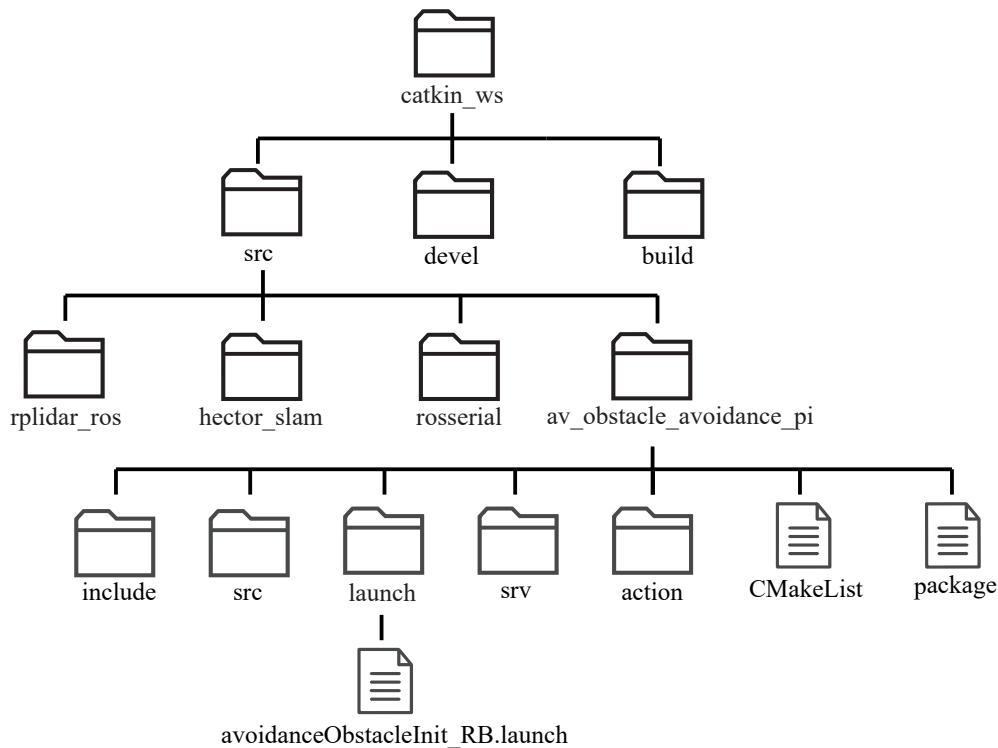 catkin_ws
src
devel
build
rplidar_ros
hector_slam
rosserial
av_obstacle_avoidance_pi
include
src
launch
srv
action
CMakeList
package
avoidanceObstacleInit_RB.launch